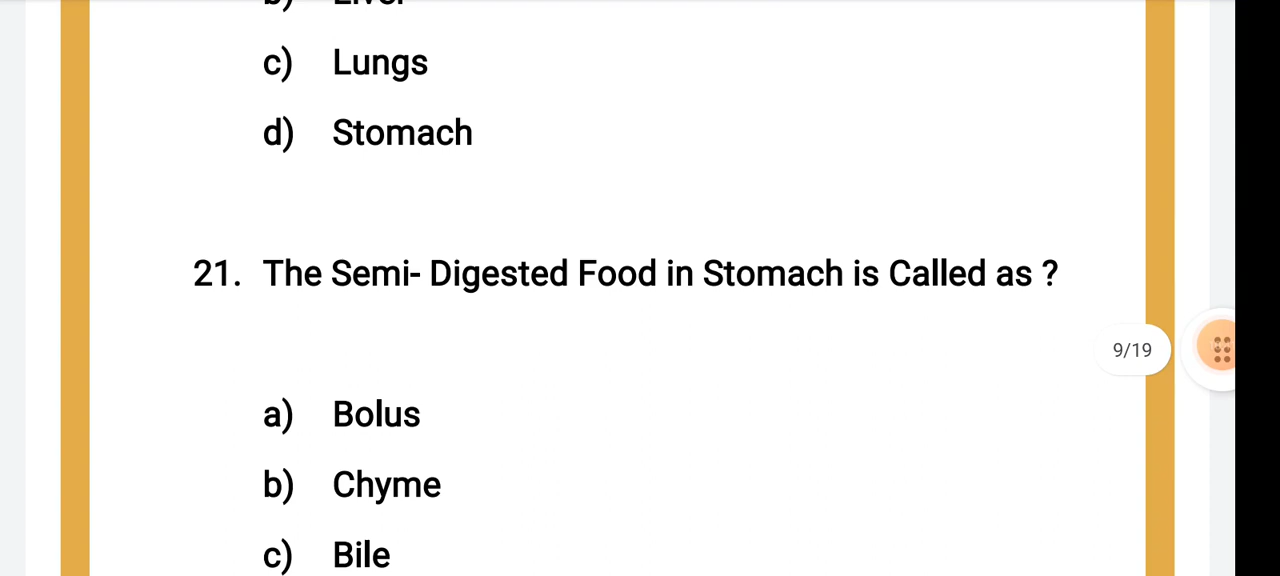 c) Lungs
d) Stomach
21. The Semi- Digested Food in Stomach is Called as ?
9/19
a) Bolus
b) Chyme
c) Bile